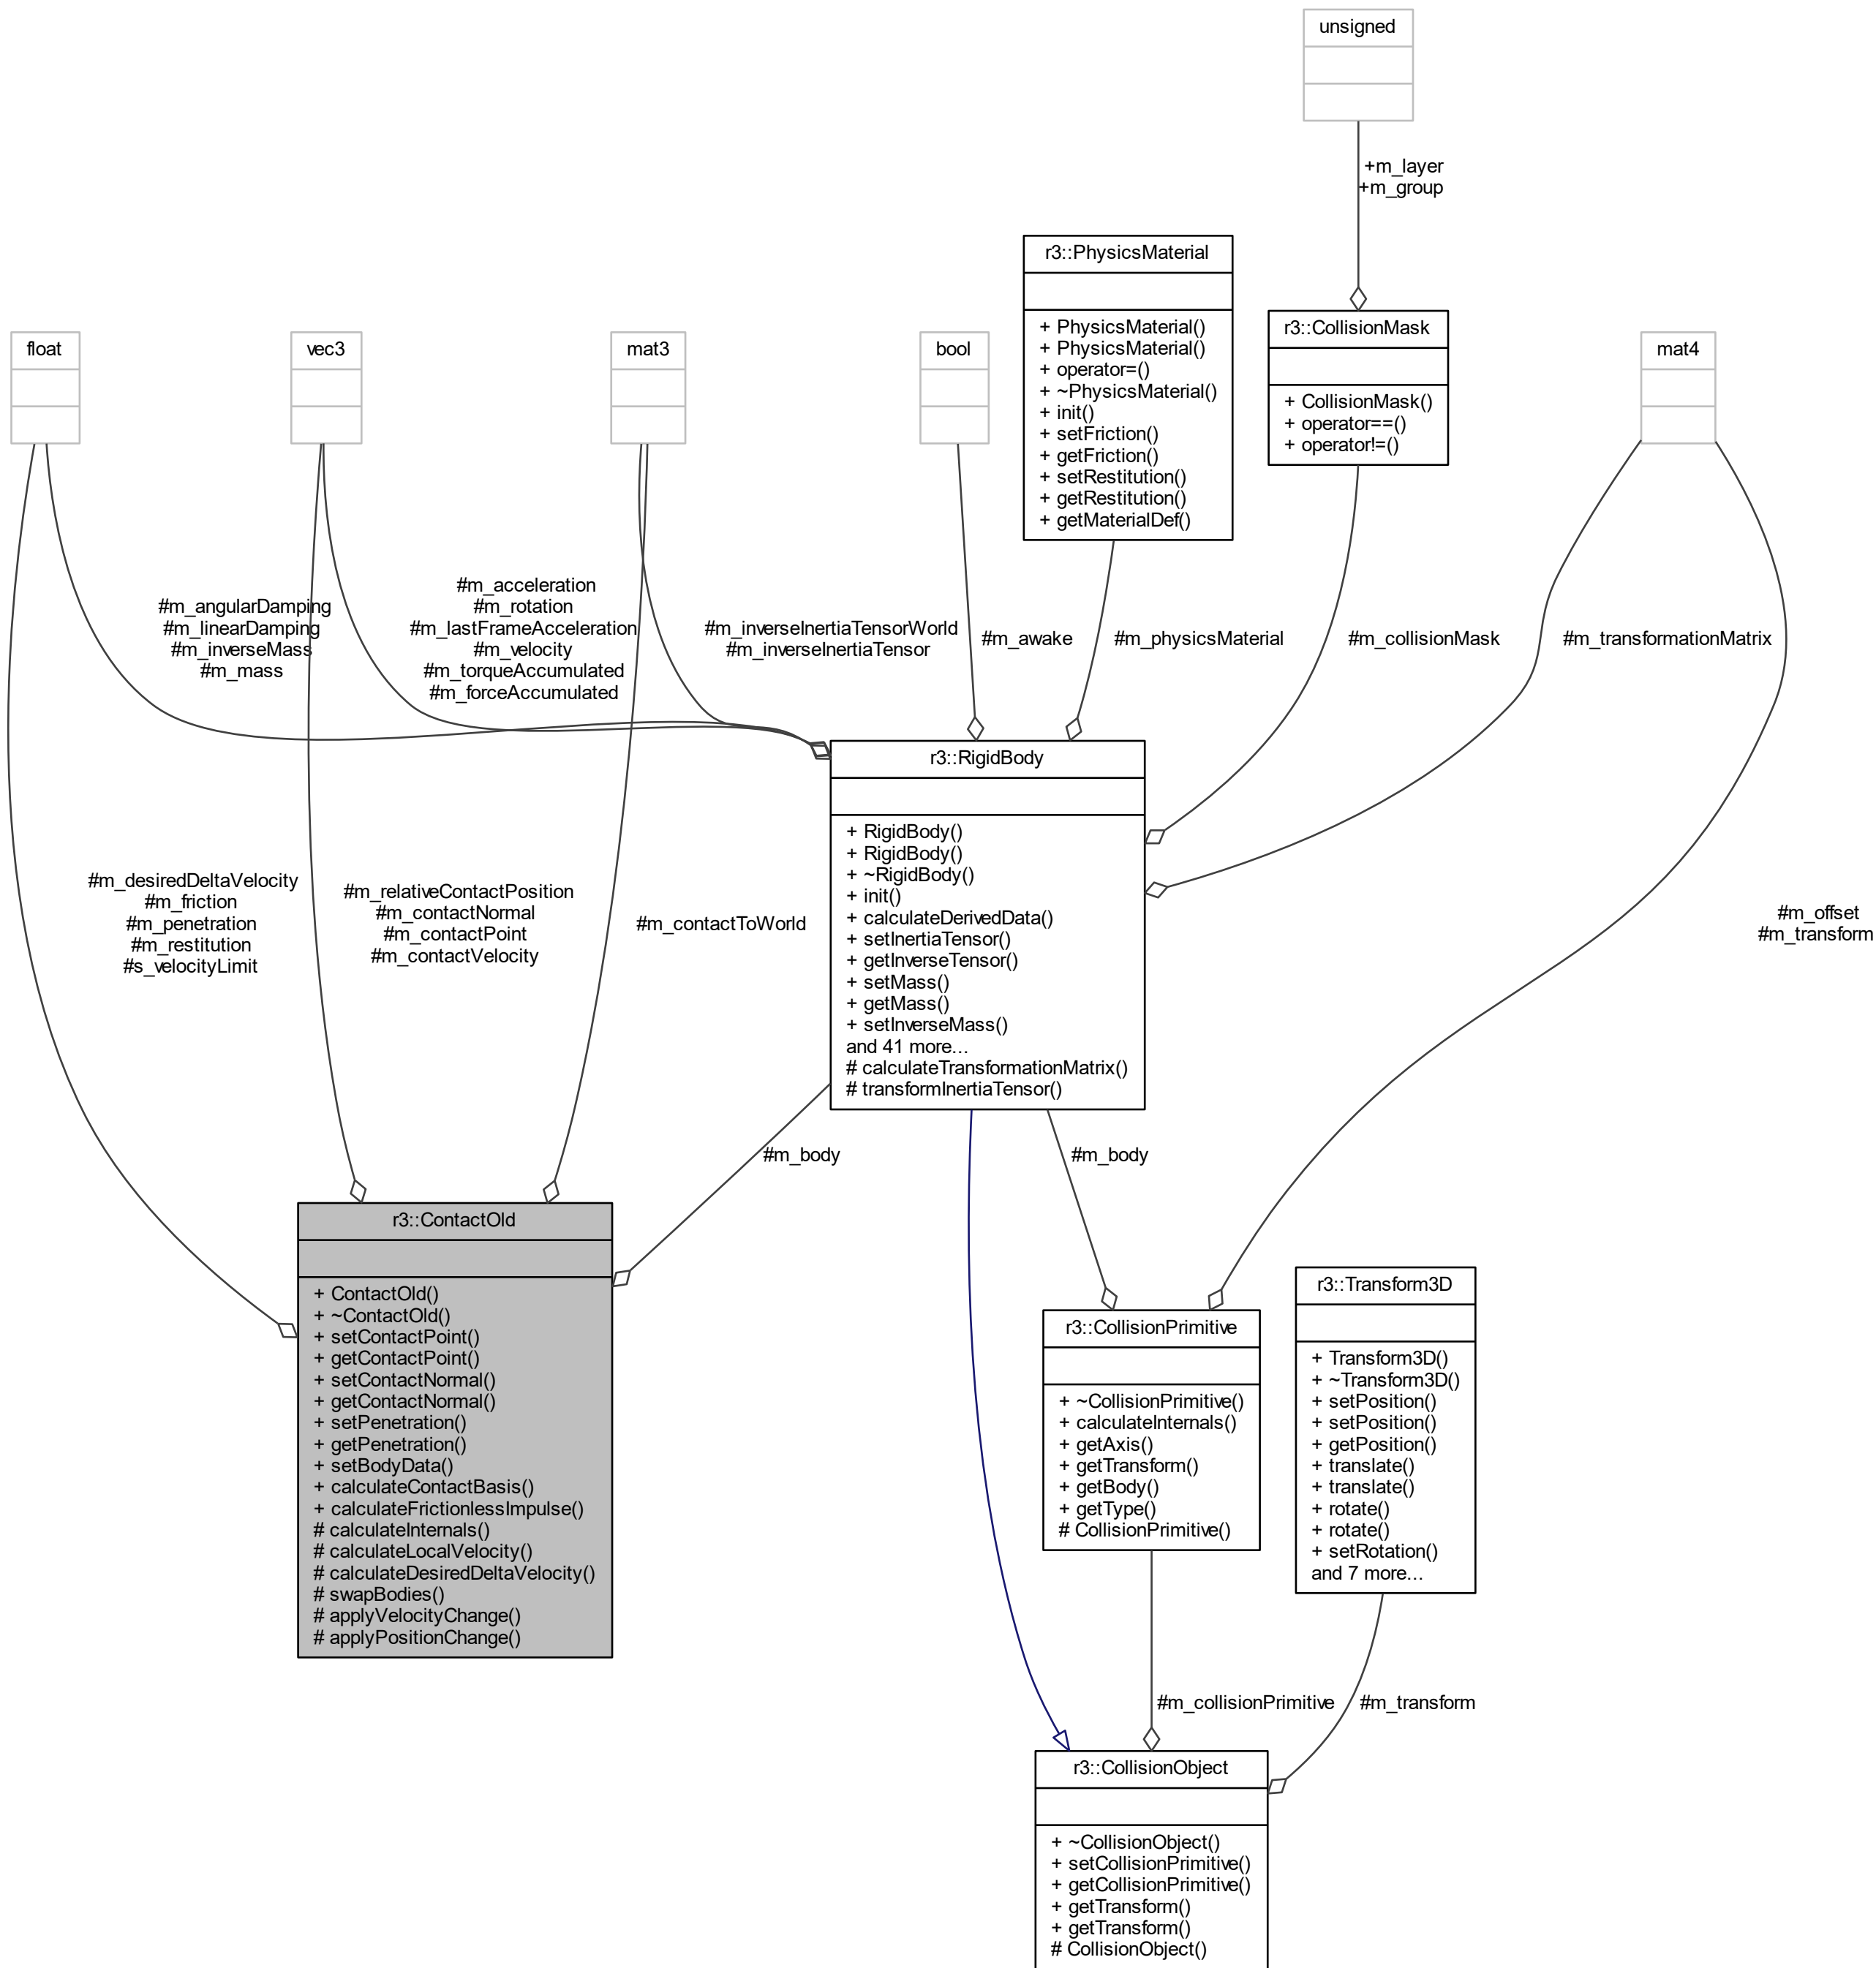 unsigned
+m_layer
+m_group
r3::PhysicsMaterial
+ PhysicsMaterial()
+ PhysicsMaterial()
+ operator=()
+ ~PhysicsMaterial()
+ init()
+ setFriction()
+ getFriction()
+ setRestitution()
+ getRestitution()
+ getMaterialDef()
r3::CollisionMask
+ CollisionMask()
+ operator==()
+ operator!=()
float
vec3
mat3
bool
mat4
#m_angularDamping
#m_linearDamping
#m_inverseMass
#m_mass
#m_acceleration
#m_rotation
#m_lastFrameAcceleration
#m_velocity
#m_torqueAccumulated
#m_forceAccumulated
#m_inverseInertiaTensorWorld
#m_inverseInertiaTensor
#m_awake
#m_physicsMaterial
#m_collisionMask
#m_transformationMatrix
r3::RigidBody
+ RigidBody()
+ RigidBody()
+ ~RigidBody()
+ init()
+ calculateDerivedData()
+ setInertiaTensor()
+ getInverseTensor()
+ setMass()
+ getMass()
+ setInverseMass()
and 41 more...
# calculateTransformationMatrix()
# transformInertiaTensor()
#m_desiredDeltaVelocity
#m_friction
#m_penetration
#m_restitution
#s_velocityLimit
#m_relativeContactPosition
#m_contactNormal
#m_contactPoint
#m_contactVelocity
#m_contactToWorld
#m_offset
#m_transform
#m_body
#m_body
r3::ContactOld
+ ContactOld()
+ ~ContactOld()
+ setContactPoint()
+ getContactPoint()
+ setContactNormal()
+ getContactNormal()
+ setPenetration()
+ getPenetration()
+ setBodyData()
+ calculateContactBasis()
+ calculateFrictionlessImpulse()
# calculateInternals()
# calculateLocalVelocity()
# calculateDesiredDeltaVelocity()
# swapBodies()
# applyVelocityChange()
# applyPositionChange()
r3::CollisionPrimitive
+ ~CollisionPrimitive()
+ calculateInternals()
+ getAxis()
+ getTransform()
+ getBody()
+ getType()
# CollisionPrimitive()
r3::Transform3D
+ Transform3D()
+ ~Transform3D()
+ setPosition()
+ setPosition()
+ getPosition()
+ translate()
+ translate()
+ rotate()
+ rotate()
+ setRotation()
and 7 more...
#m_collisionPrimitive
#m_transform
r3::CollisionObject
+ ~CollisionObject()
+ setCollisionPrimitive()
+ getCollisionPrimitive()
+ getTransform()
+ getTransform()
# CollisionObject()